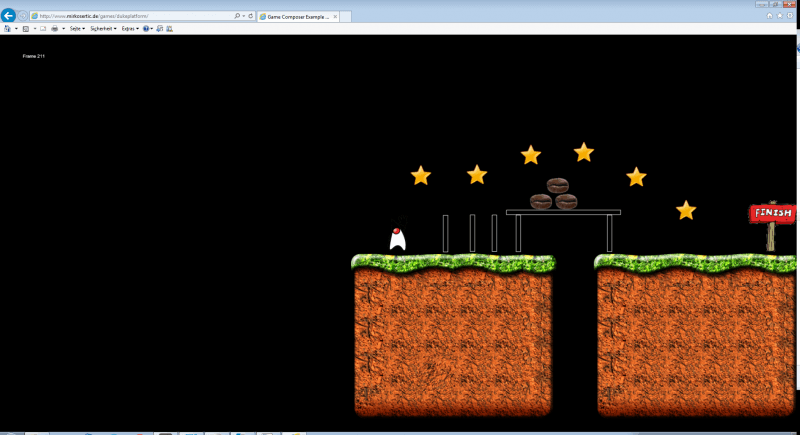 http://www.mirkosertic.de/games/dukeplatform/
Game Composer Example ...
Seite Sicherheit Extras
Frame 211
FINISH